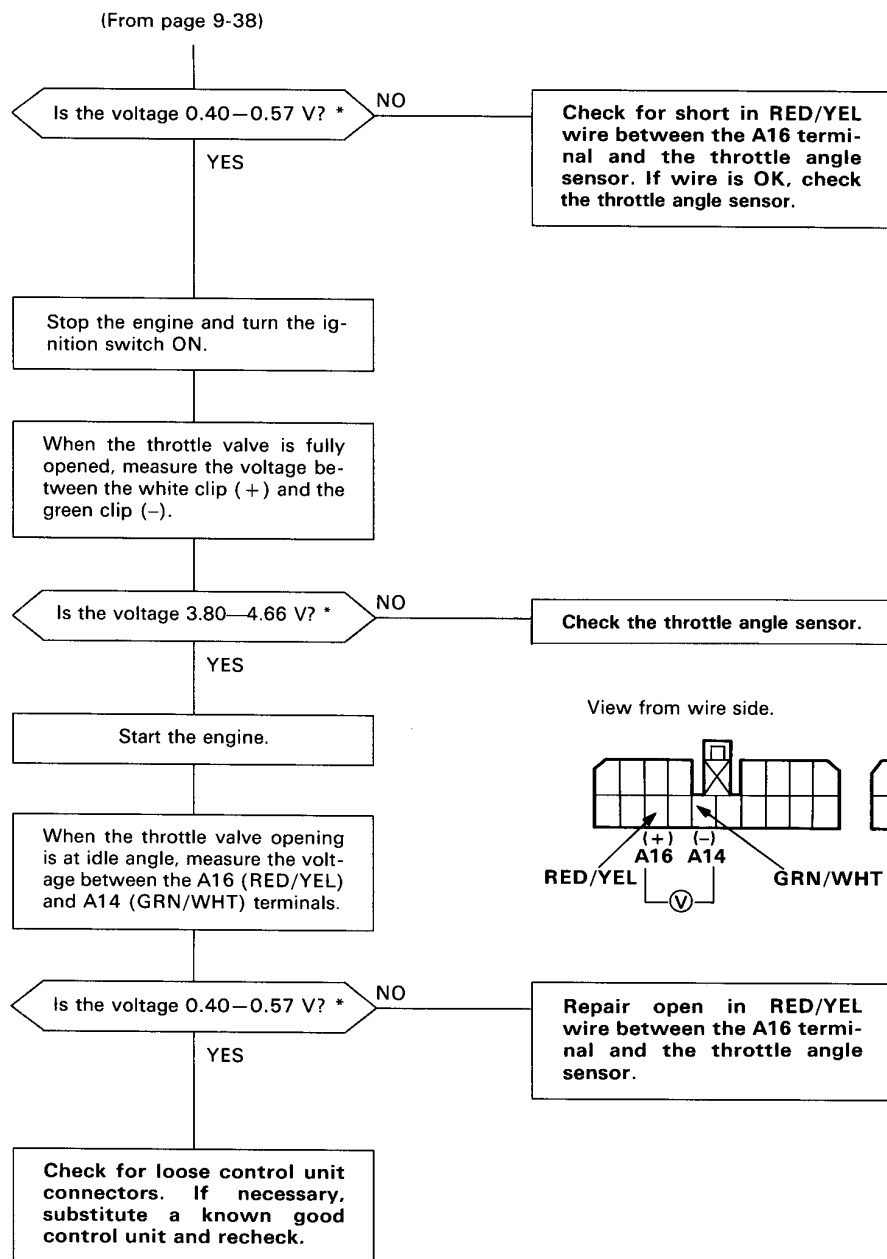 (From page 9-38)
Is the voltage 0.40—0.57 V? *
NO
Check for short in RED/YEL
wire between the A16 termi-
nal and the throttle angle
sensor. If wire is OK, check
the throttle angle sensor.
YES
Stop the engine and turn the ig-
nition switch ON.
When the throttle valve is fully
opened, measure the voltage be-
tween the white clip (+) and the
green clip (–).
Is the voltage 3.80—4.66 V? *
NO
Check the throttle angle sensor.
YES
Start the engine.
View from wire side.
When the throttle valve opening
is at idle angle, measure the volt-
age between the A16 (RED/YEL)
and A14 (GRN/WHT) terminals.
(+) (–)
A16 A14
RED/YEL GRN/WHT
V
Is the voltage 0.40—0.57 V? *
NO
Repair open in RED/YEL
wire between the A16 termi-
nal and the throttle angle
sensor.
YES
Check for loose control unit
connectors. If necessary,
substitute a known good
control unit and recheck.